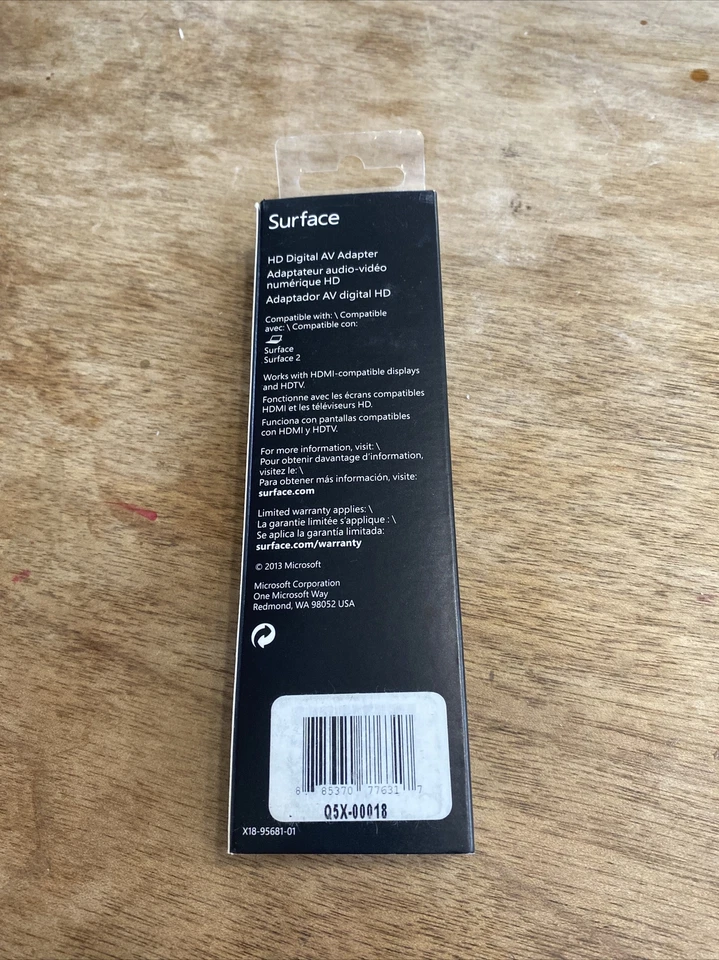 Surface
HD Digital AV Adapter
Adaptateur audio-vidéo
numérique HD
Adaptador AV digital HD
Compatible with: \ Compatible
avec: \ Compatible con:
Surface
Surface 2
Works with HDMI-compatible displays
and HDTV.
Fonctionne avec les écrans compatibles
HDMI et les téléviseurs HD.
Funciona con pantallas compatibles
con HDMI y HDTV.
For more information, visit: \
Pour obtenir davantage d'information,
visitez le: \
Para obtener más información, visite:
surface.com
Limited warranty applies: \
La garantie limitée s'applique : \
Se aplica la garantía limitada:
surface.com/warranty
© 2013 Microsoft
Microsoft Corporation
One Microsoft Way
Redmond, WA 98052 USA
6 85370 77631 7
Q5X-00018
X18-95681-01